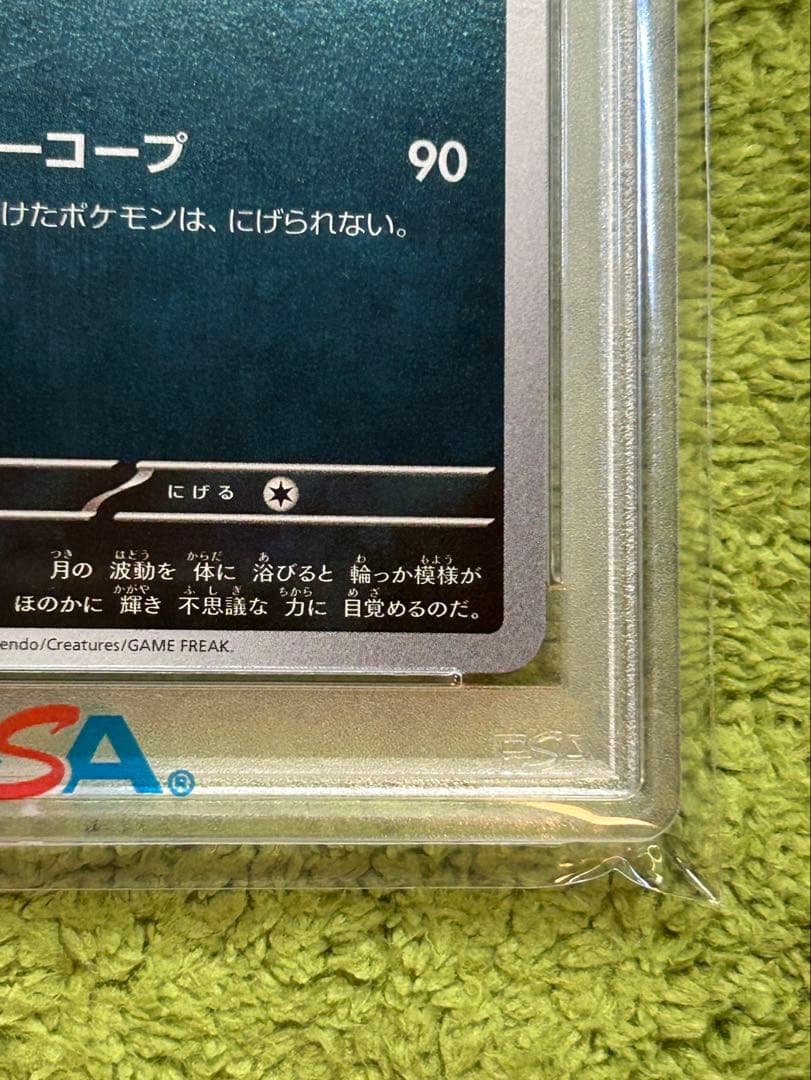 ーコープ 90
けたポケモンは、にげられない。
にげる
つき はどう からだ あ わ もよう
月の 波動を 体に 浴びると 輪っか模様が
かがや ふしぎ ちから めざ
ほのかに 輝き 不思議な 力に 目覚めるのだ。
endo/Creatures/GAME FREAK.
SA®
PSA